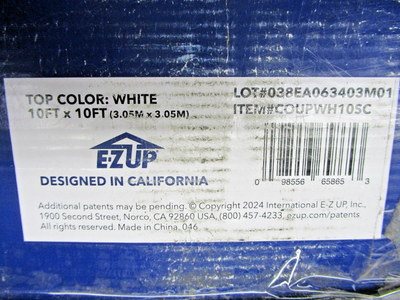 TOP COLOR: WHITE
10FT x 10FT (3.05M x 3.05M)
E-Z UP
DESIGNED IN CALIFORNIA
LOT#038EA063403M01
ITEM#COUPWH10SC
0 98556 65865 3
Additional patents may be pending. © Copyright 2024 International E-Z UP, Inc.
1900 Second Street, Norco, CA 92860 USA, (800) 457-4233, ezup.com/patents
All rights reserved. Made in China. 046.